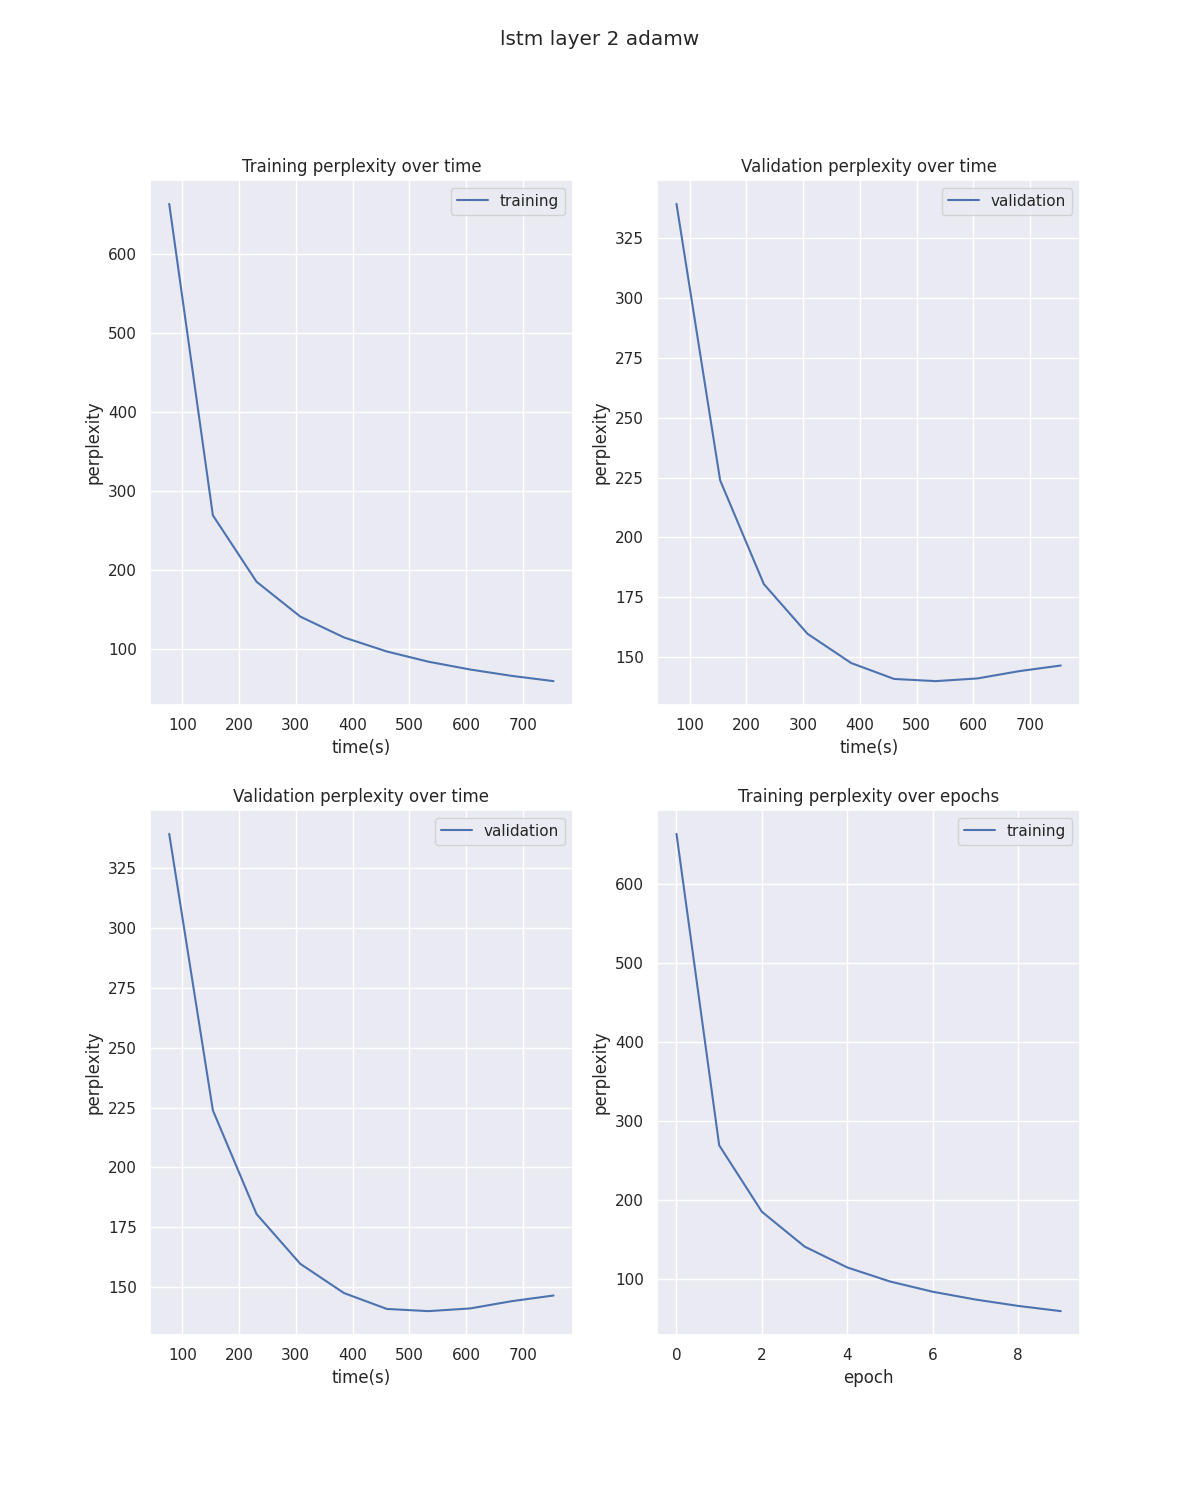 lstm layer 2 adamw
Training perplexity over time
training
600
500
400
300
200
100
perplexity
100 200 300 400 500 600 700
time(s)
Validation perplexity over time
validation
325
300
275
250
225
200
175
150
perplexity
100 200 300 400 500 600 700
time(s)
Validation perplexity over time
validation
325
300
275
250
225
200
175
150
perplexity
100 200 300 400 500 600 700
time(s)
Training perplexity over epochs
training
600
500
400
300
200
100
perplexity
0 2 4 6 8
epoch